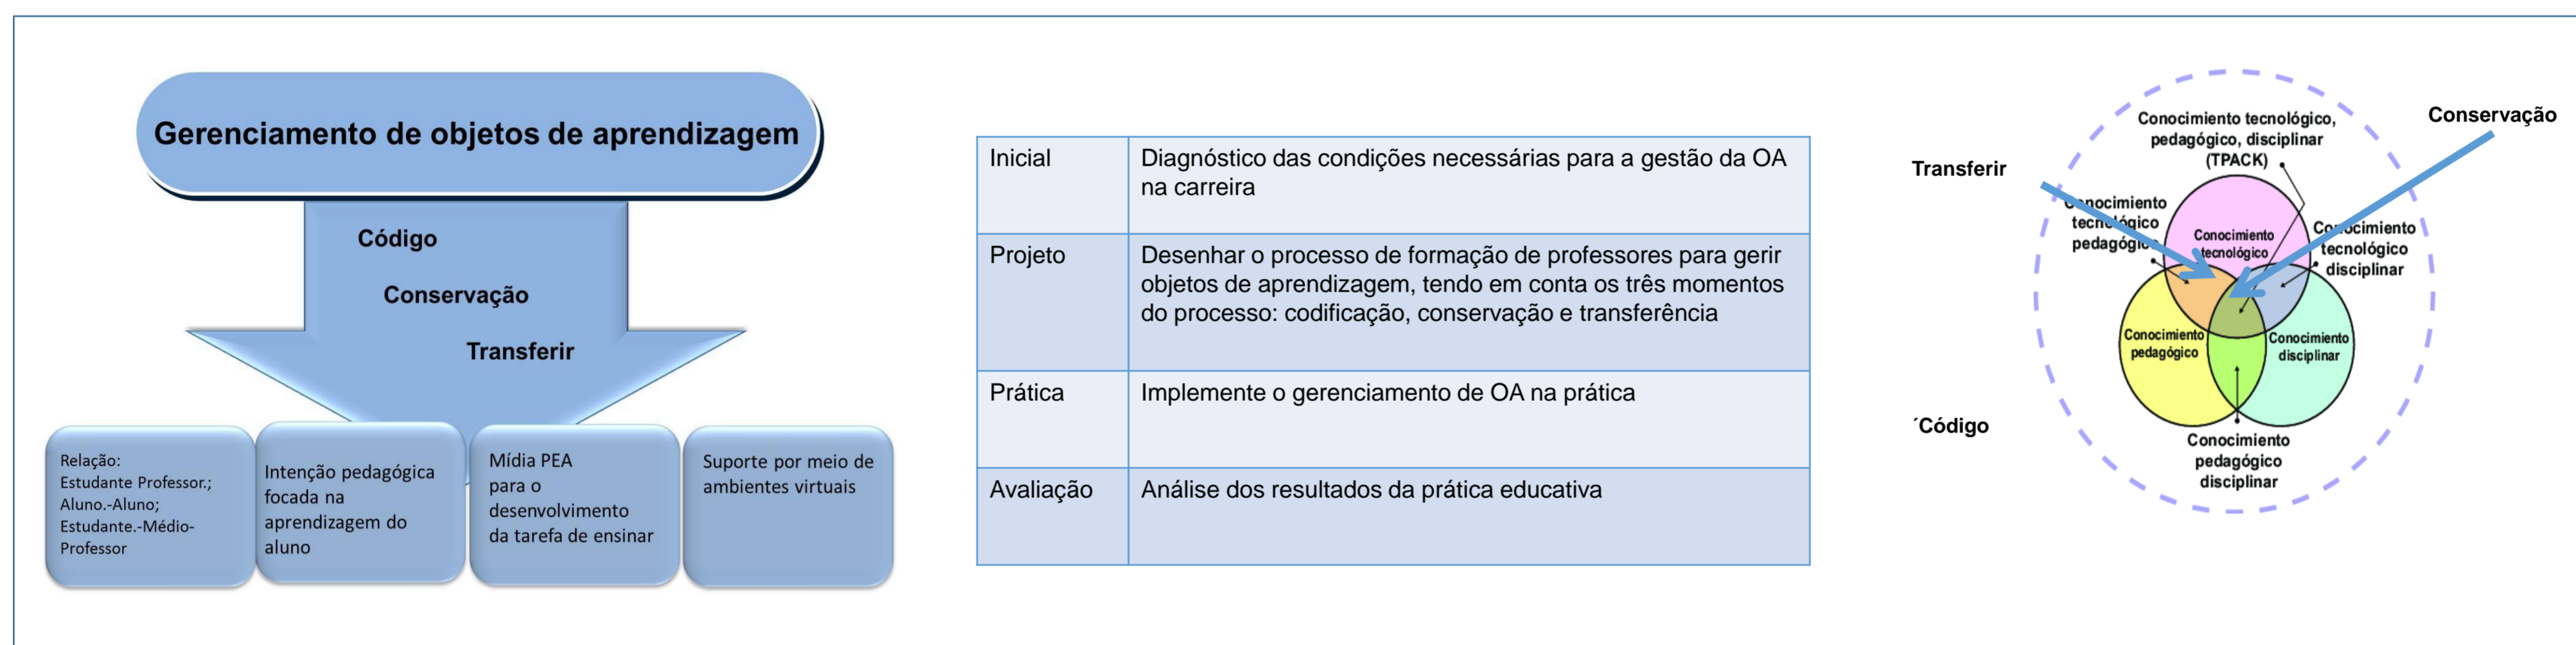 Gerenciamento de objetos de aprendizagem
Código
Conservação
Transferir
Relação:
Estudante Professor.;
Aluno.-Aluno;
Estudante.-Médio-
Professor
Intenção pedagógica
focada na
aprendizagem do
aluno
Mídia PEA
para o
desenvolvimento
da tarefa de ensinar
Suporte por meio de
ambientes virtuais
Inicial
Diagnóstico das condições necessárias para a gestão da OA
na carreira
Projeto
Desenhar o processo de formação de professores para gerir
objetos de aprendizagem, tendo em conta os três momentos
do processo: codificação, conservação e transferência
Prática
Implemente o gerenciamento de OA na prática
Avaliação
Análise dos resultados da prática educativa
Transferir
Conservação
´Código
Conocimiento tecnológico,
pedagógico, disciplinar
(TPACK)
Conocimiento
tecnológico
pedagógico
Conocimiento
tecnológico
Conocimiento
tecnológico
disciplinar
Conocimiento
pedagógico
Conocimiento
disciplinar
Conocimiento
pedagógico
disciplinar